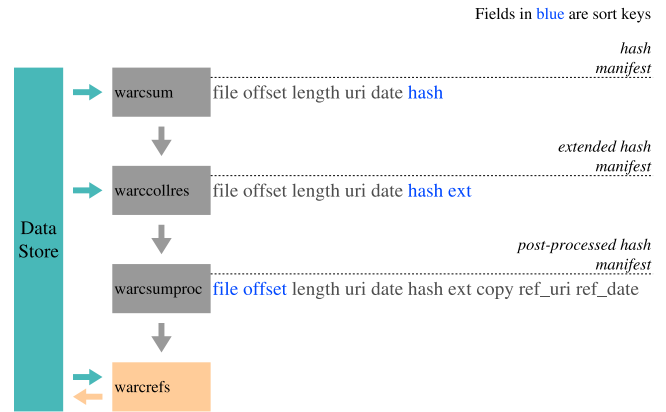 Fields in blue are sort keys
hash
manifest
warcsum
file offset length uri date hash
extended hash
manifest
warccollres
file offset length uri date hash ext
Data
Store
post-processed hash
manifest
warcsumproc
file offset length uri date hash ext copy ref_uri ref_date
warcrefs